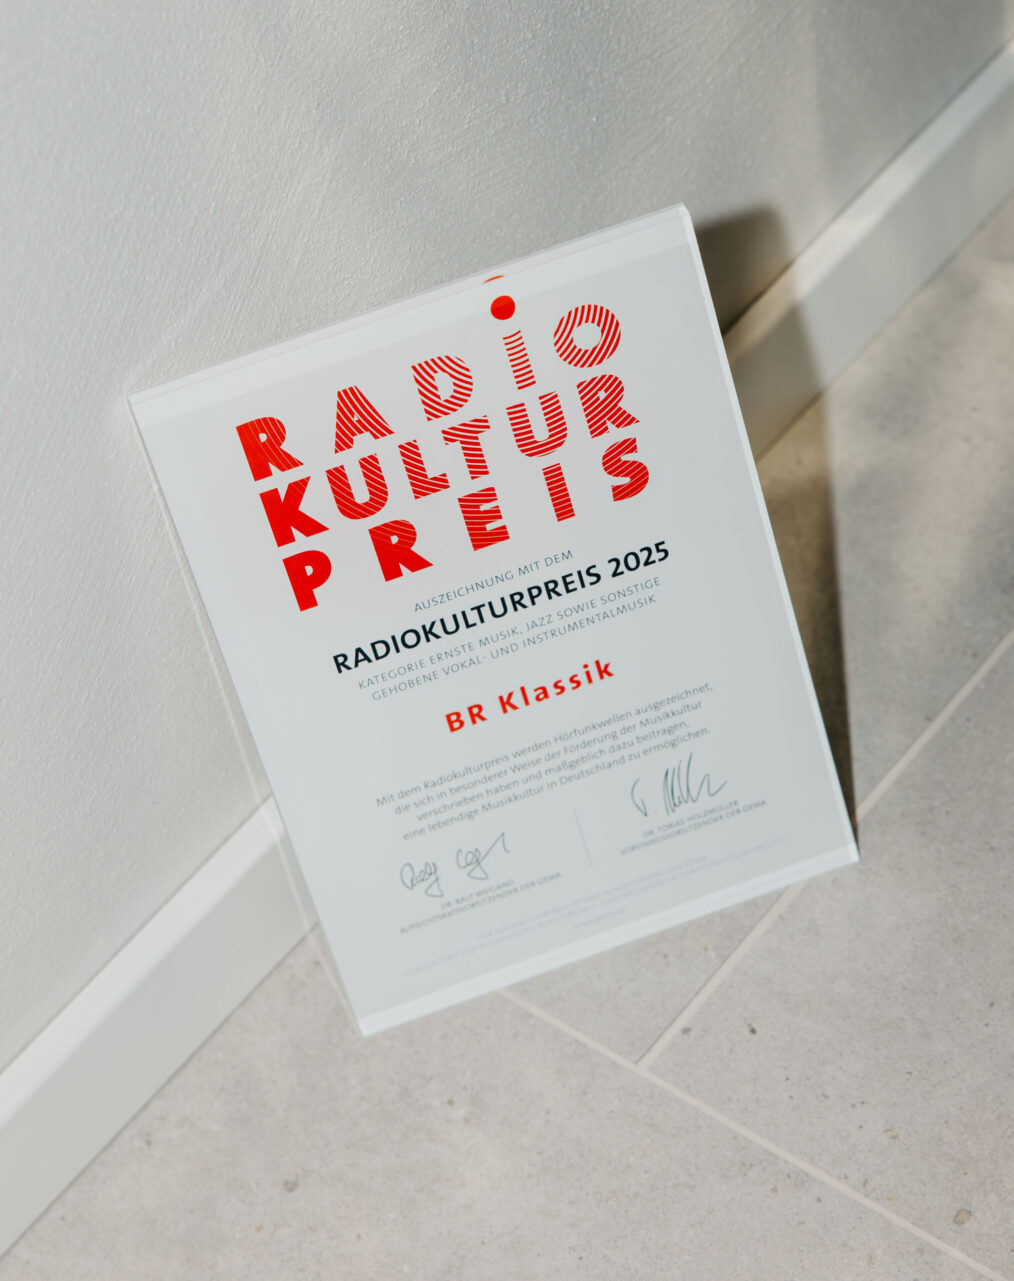 RADiO
KULTUR
PREIS
AUSZEICHNUNG MIT DEM
RADIOKULTURPREIS 2025
KATEGORIE ERNSTE MUSIK, JAZZ SOWIE SONSTIGE
GEHOBENE VOKAL- UND INSTRUMENTALMUSIK
BR Klassik
Mit dem Radiokulturpreis werden Hörfunkwellen ausgezeichnet,
die sich in besonderer Weise der Förderung der Musikkultur
verschrieben haben und maßgeblich dazu beitragen,
eine lebendige Musikkultur in Deutschland zu ermöglichen.
DR. RALF WEIGAND
AUFSICHTSRATSVORSITZENDER DER GEMA
DR. TOBIAS HOLZMÜLLER
VORSTANDSVORSITZENDER DER GEMA